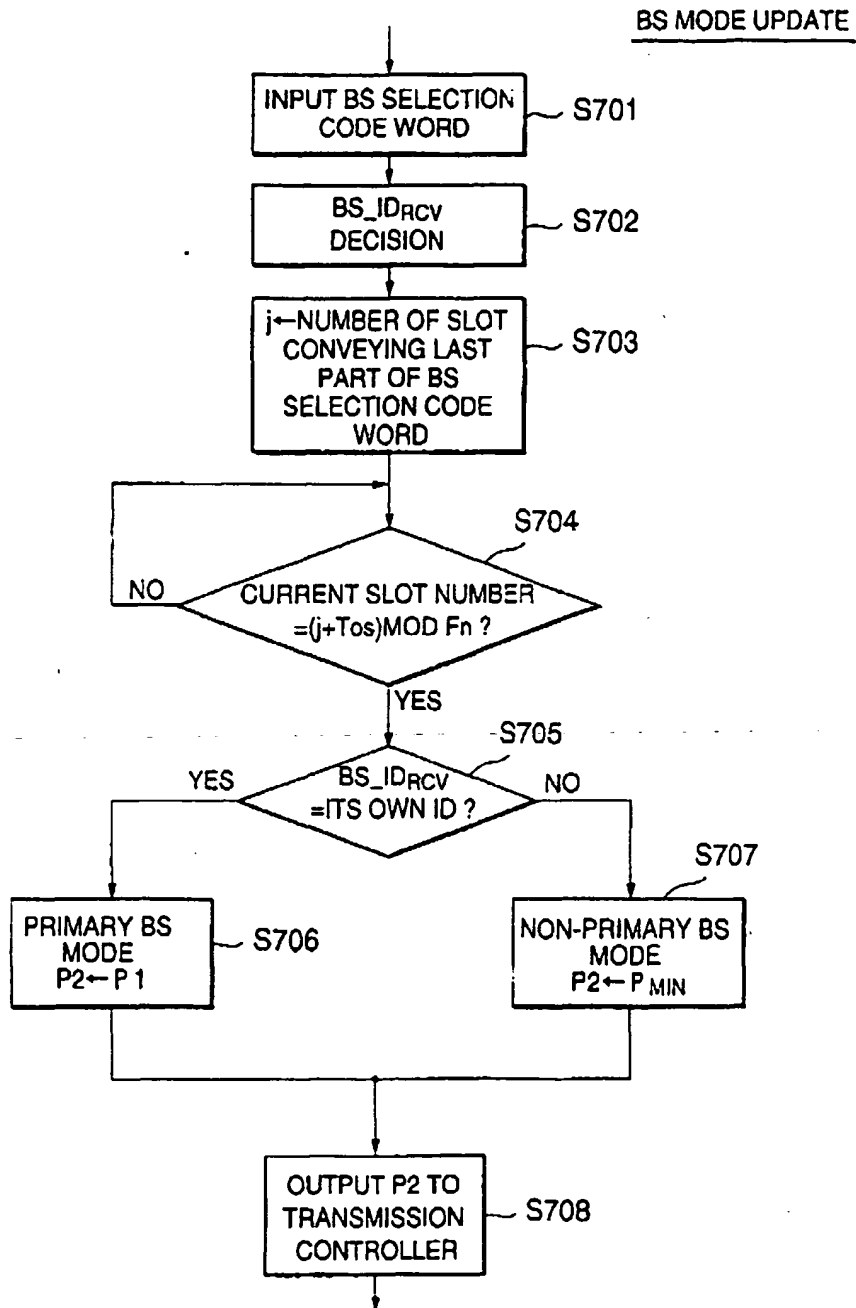 BS MODE UPDATE
INPUT BS SELECTION
CODE WORD
S701
BS_IDRCV
DECISION
S702
j←NUMBER OF SLOT
CONVEYING LAST
PART OF BS
SELECTION CODE
WORD
S703
S704
NO
CURRENT SLOT NUMBER
=(j+Tos)MOD Fn ?
YES
S705
YES
BS_IDRCV
=ITS OWN ID ?
NO
S707
PRIMARY BS
MODE
P2←P1
S706
NON-PRIMARY BS
MODE
P2←PMIN
OUTPUT P2 TO
TRANSMISSION
CONTROLLER
S708